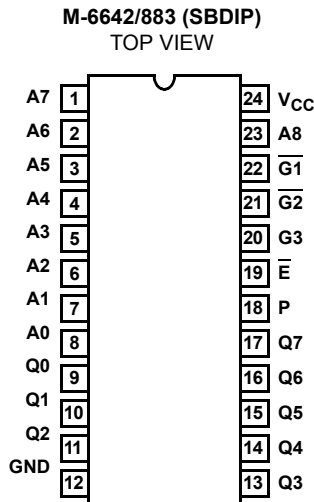 M-6642/883 (SBDIP)
TOP VIEW
A7 1 24 VCC
A6 2 23 A8
A5 3 22 G1
A4 4 21 G2
A3 5 20 G3
A2 6 19 E
A1 7 18 P
A0 8 17 Q7
Q0 9 16 Q6
Q1 10 15 Q5
Q2 11 14 Q4
GND 12 13 Q3